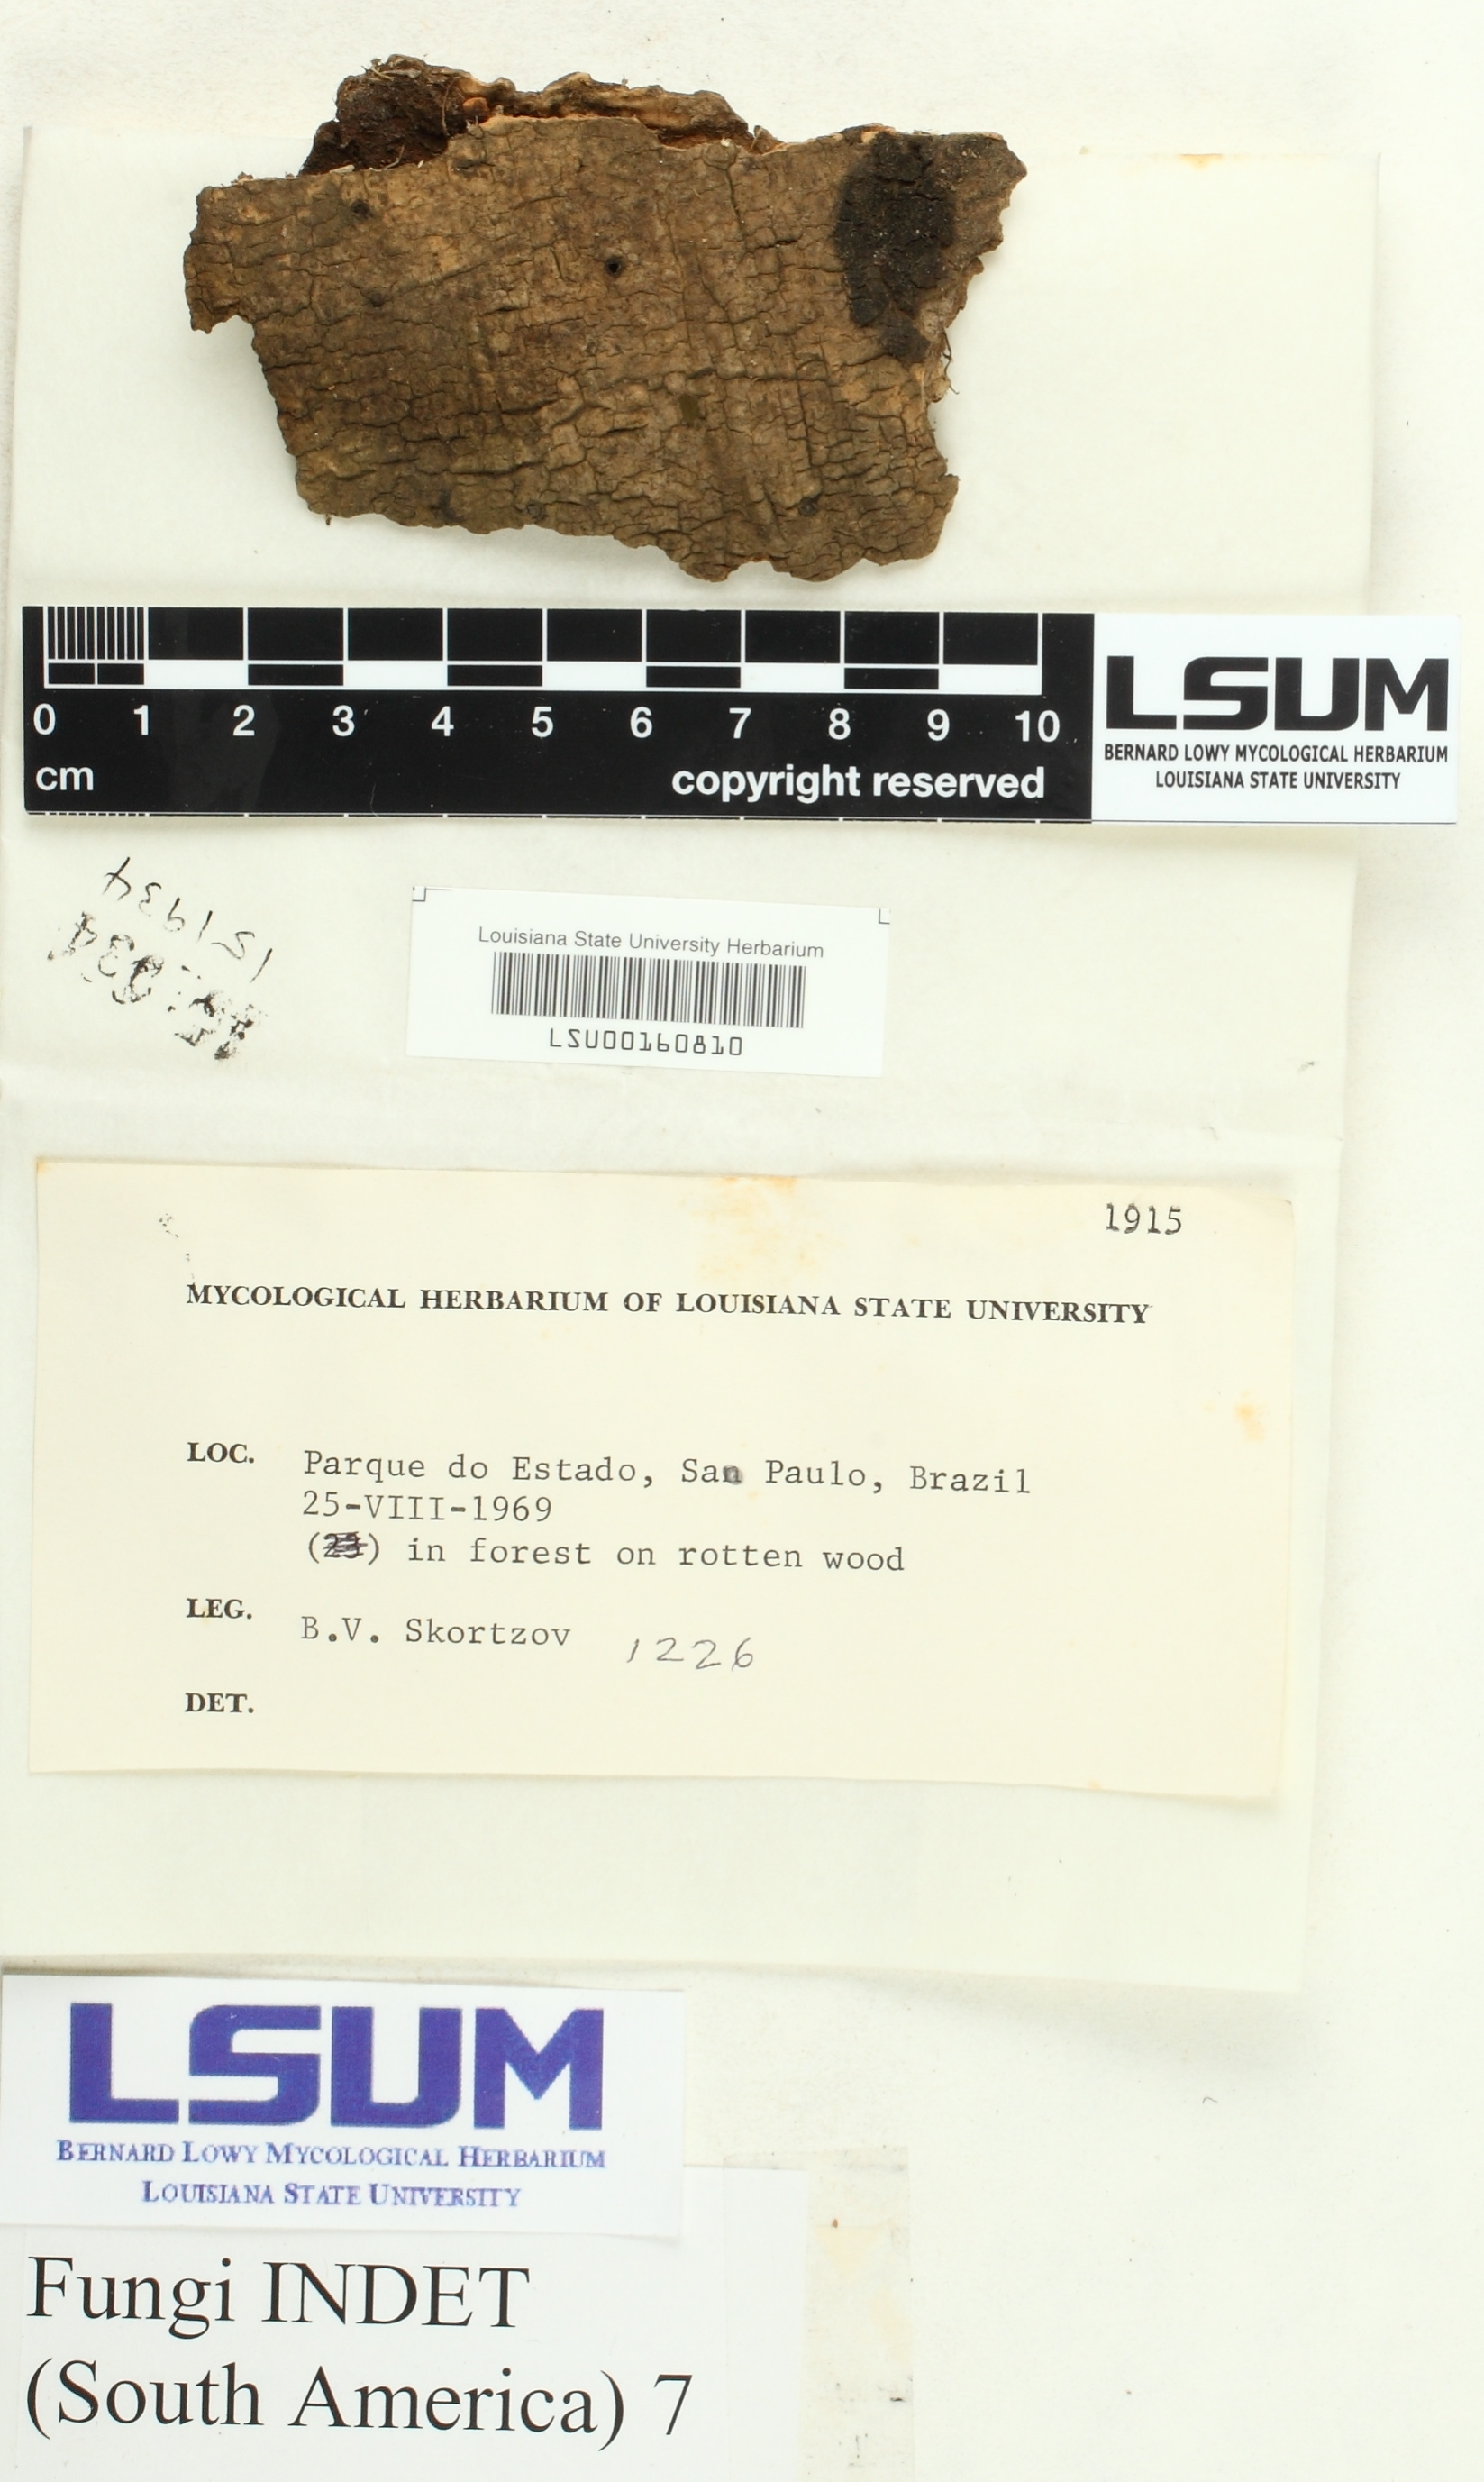 0 1 2 3 4 5 6 7 8 9 10
cm copyright reserved
LSUM
BERNARD LOWY MYCOLOGICAL HERBARIUM
LOUISIANA STATE UNIVERSITY
151934
Louisiana State University Herbarium
LSU00160810
1915
MYCOLOGICAL HERBARIUM OF LOUISIANA STATE UNIVERSITY
LOC. Parque do Estado, San Paulo, Brazil
25-VIII-1969
( ) in forest on rotten wood
LEG. B.V. Skortzov 1226
DET.
LSUM
BERNARD LOWY MYCOLOGICAL HERBARIUM
LOUISIANA STATE UNIVERSITY
Fungi INDET
(South America) 7